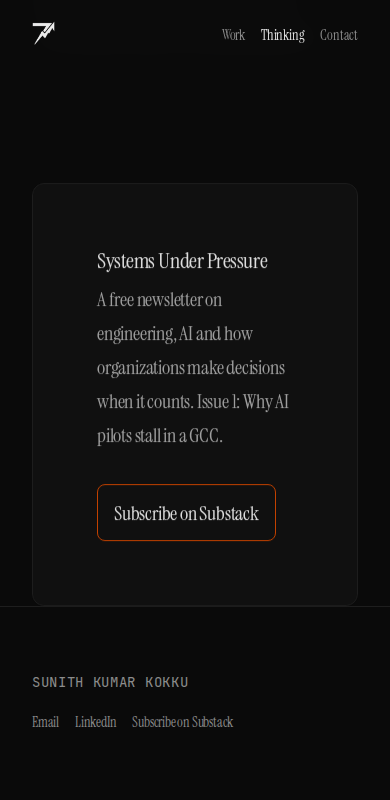 Work Thinking Contact
Systems Under Pressure
A free newsletter on
engineering, AI and how
organizations make decisions
when it counts. Issue 1: Why AI
pilots stall in a GCC.
Subscribe on Substack
SUNITH KUMAR KOKKU
Email LinkedIn Subscribe on Substack